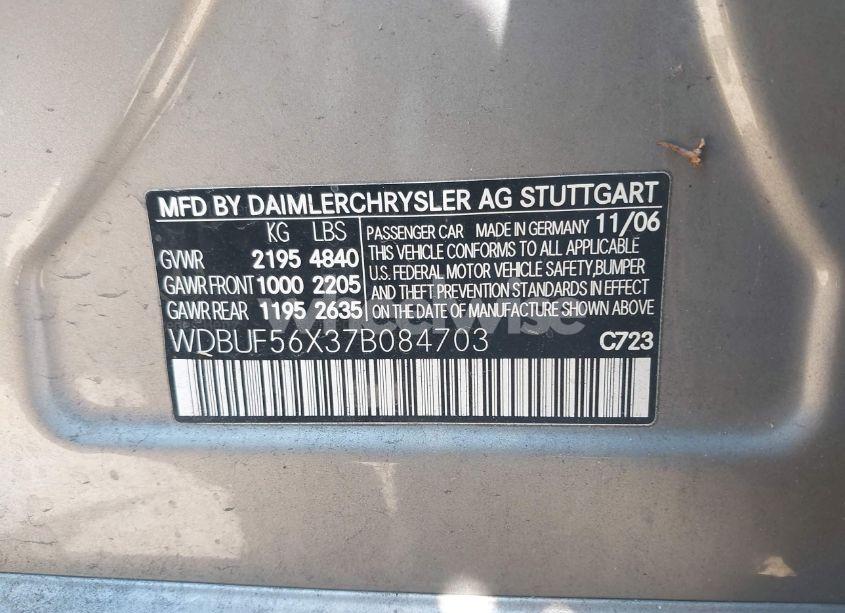 MFD BY DAIMLERCHRYSLER AG STUTTGART
KG LBS
GVWR 2195 4840
GAWR FRONT 1000 2205
GAWR REAR 1195 2635
PASSENGER CAR MADE IN GERMANY 11/06
THIS VEHICLE CONFORMS TO ALL APPLICABLE
U.S. FEDERAL MOTOR VEHICLE SAFETY,BUMPER
AND THEFT PREVENTION STANDARDS IN EFFECT
ON THE DATE OF MANUFACTURE SHOWN ABOVE
WDBUF56X37B084703 C723
wheelwise